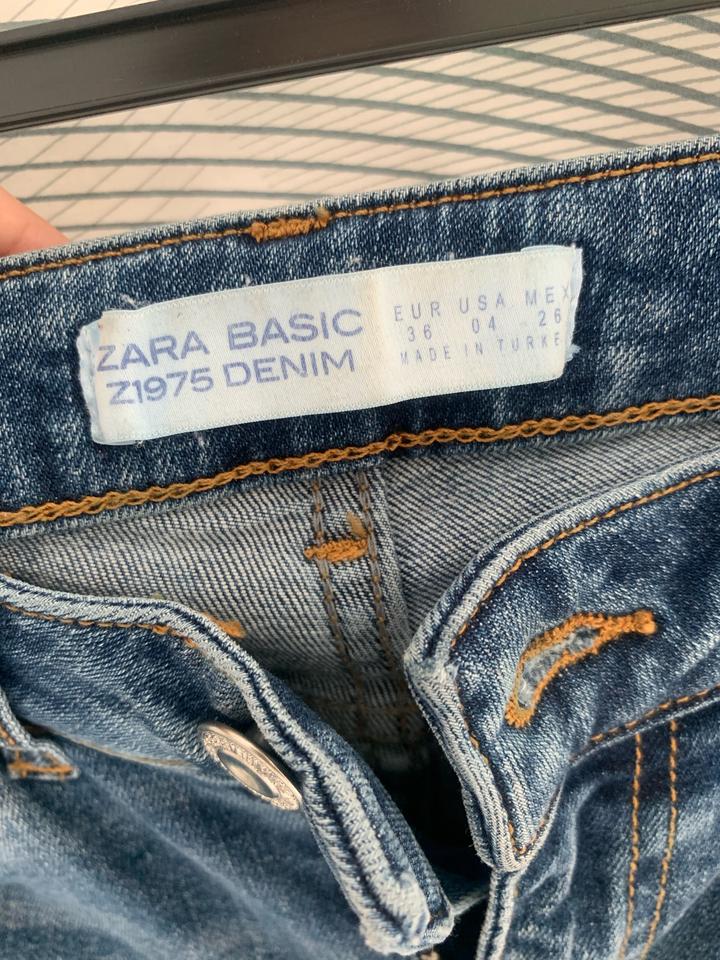 ZARA BASIC
Z1975 DENIM
EUR USA MEX
36 04 26
MADE IN TURKE